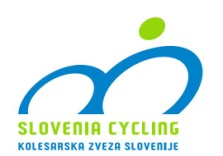 SLOVENIA CYCLING
KOLESARSKA ZVEZA SLOVENIJE